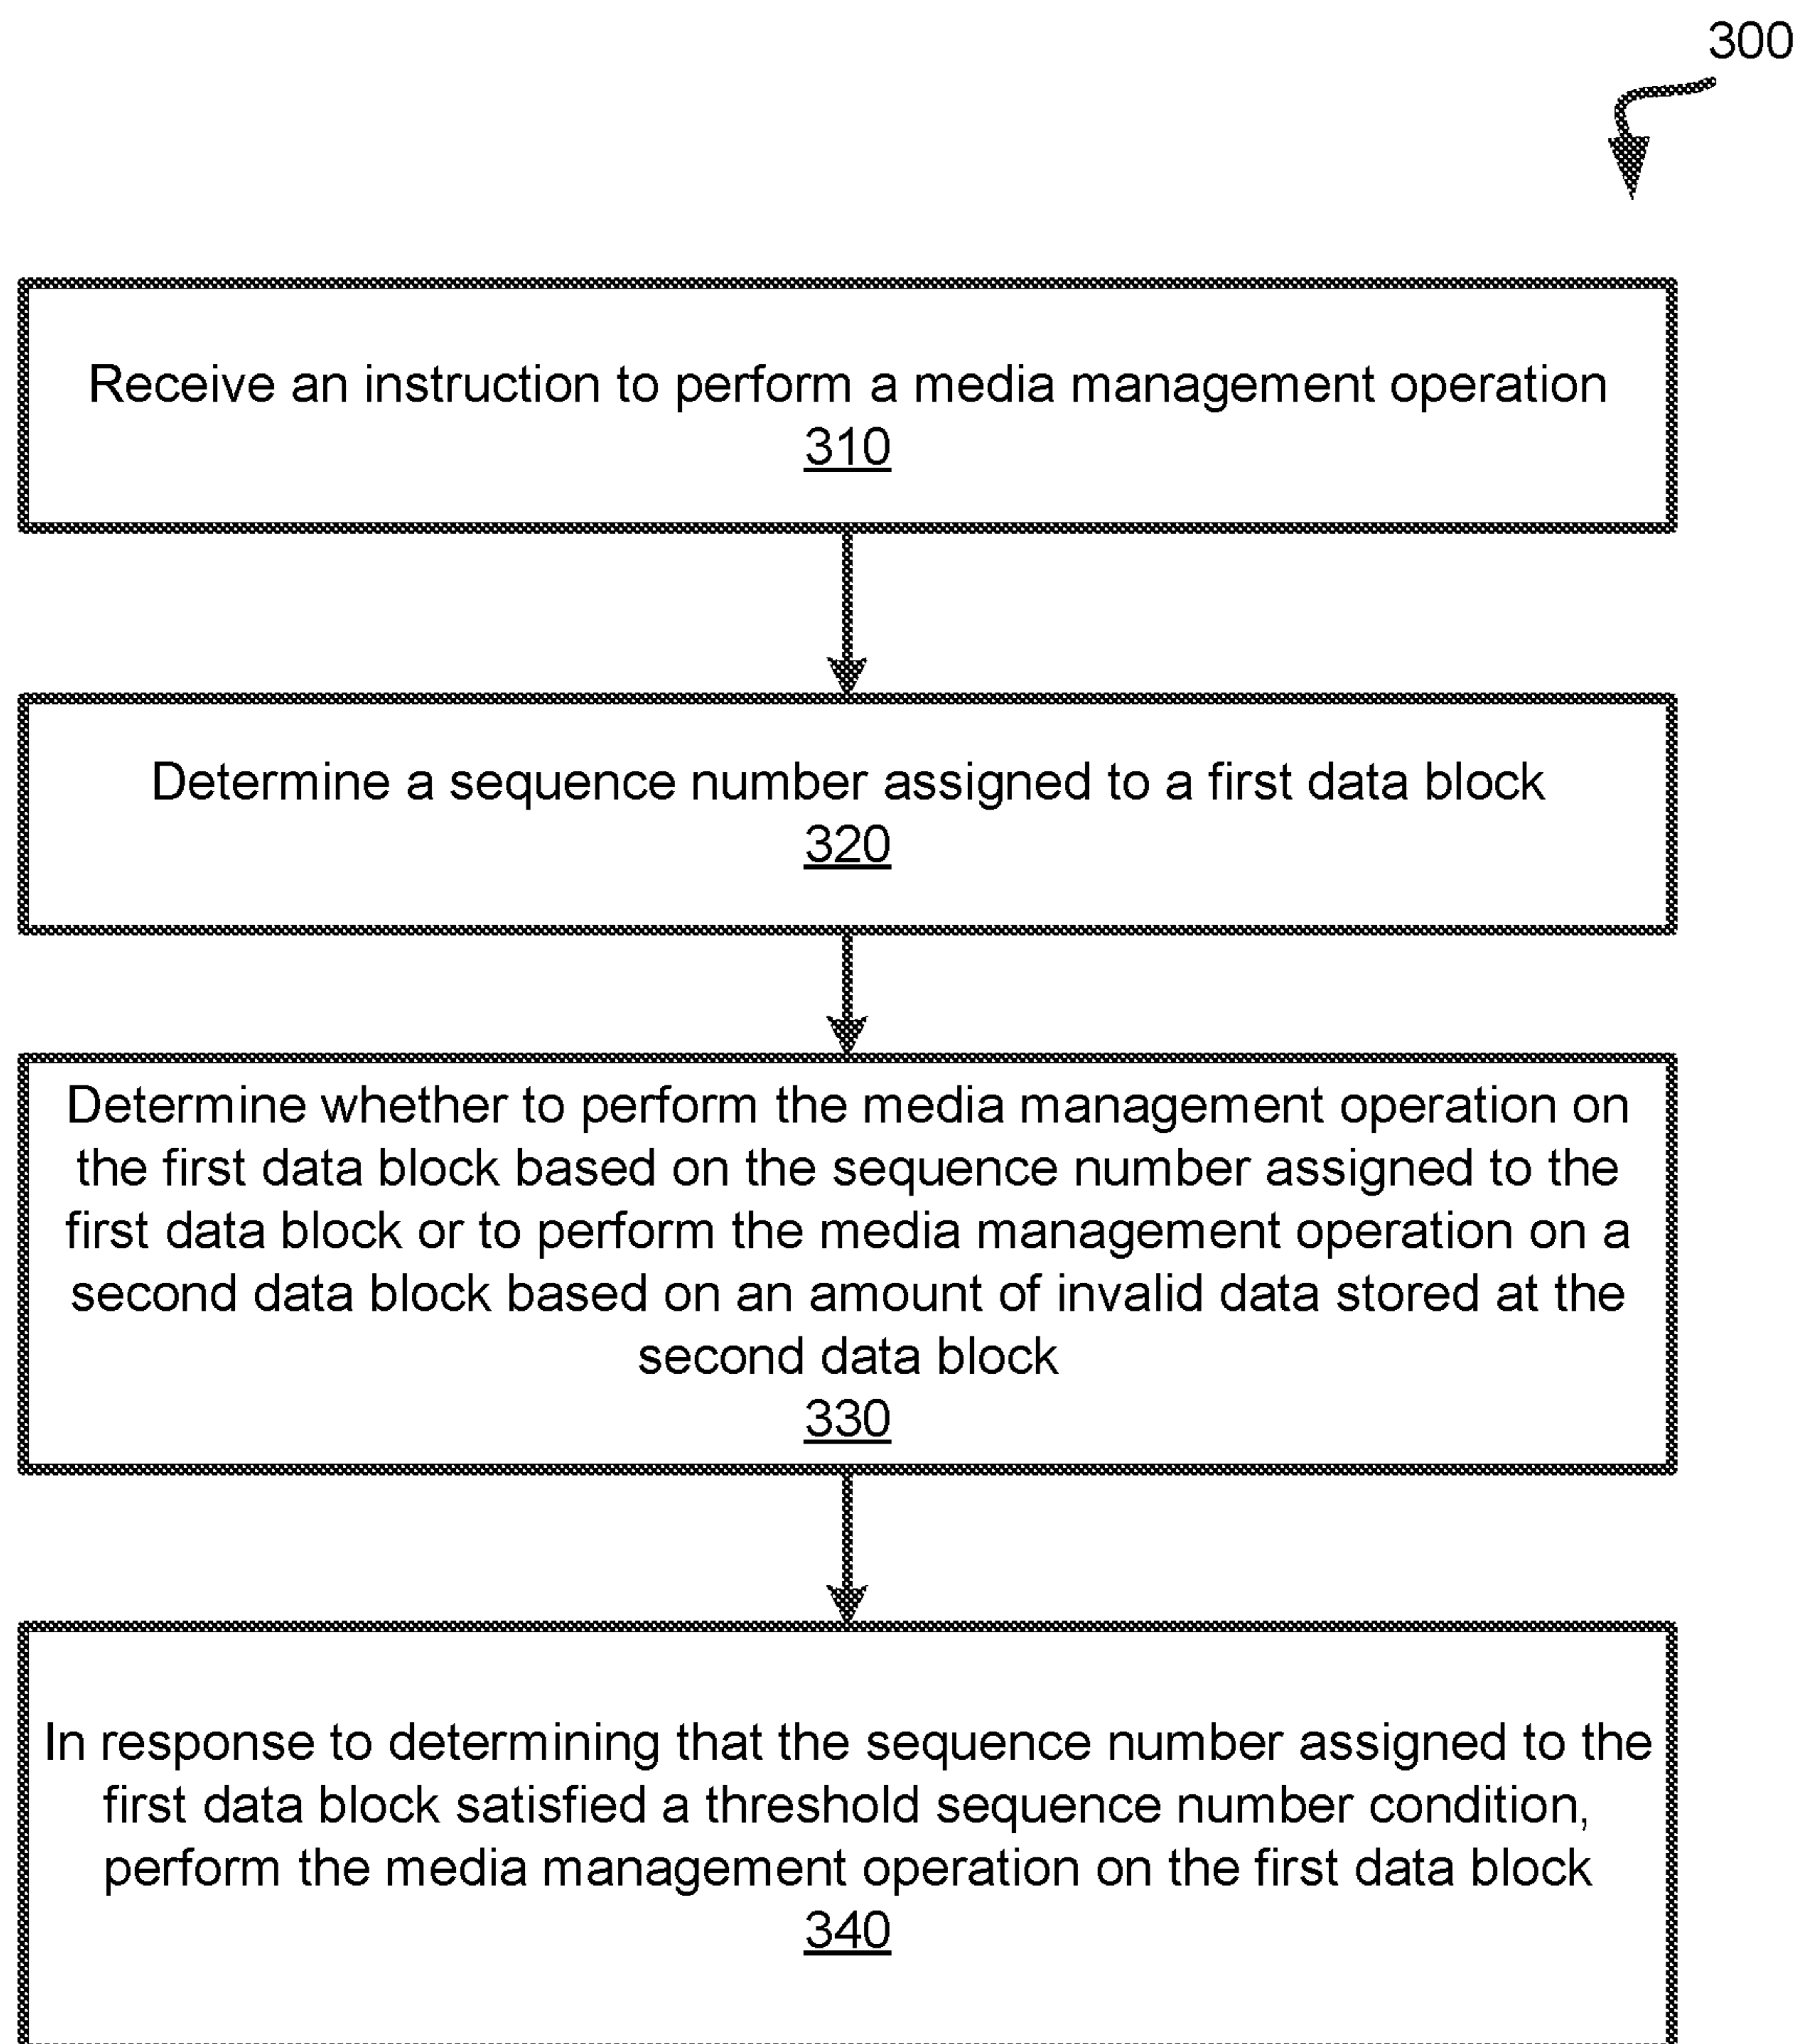 300
Receive an instruction to perform a media management operation
310
Determine a sequence number assigned to a first data block
320
Determine whether to perform the media management operation on
the first data block based on the sequence number assigned to the
first data block or to perform the media management operation on a
second data block based on an amount of invalid data stored at the
second data block
330
In response to determining that the sequence number assigned to the
first data block satisfied a threshold sequence number condition,
perform the media management operation on the first data block
340